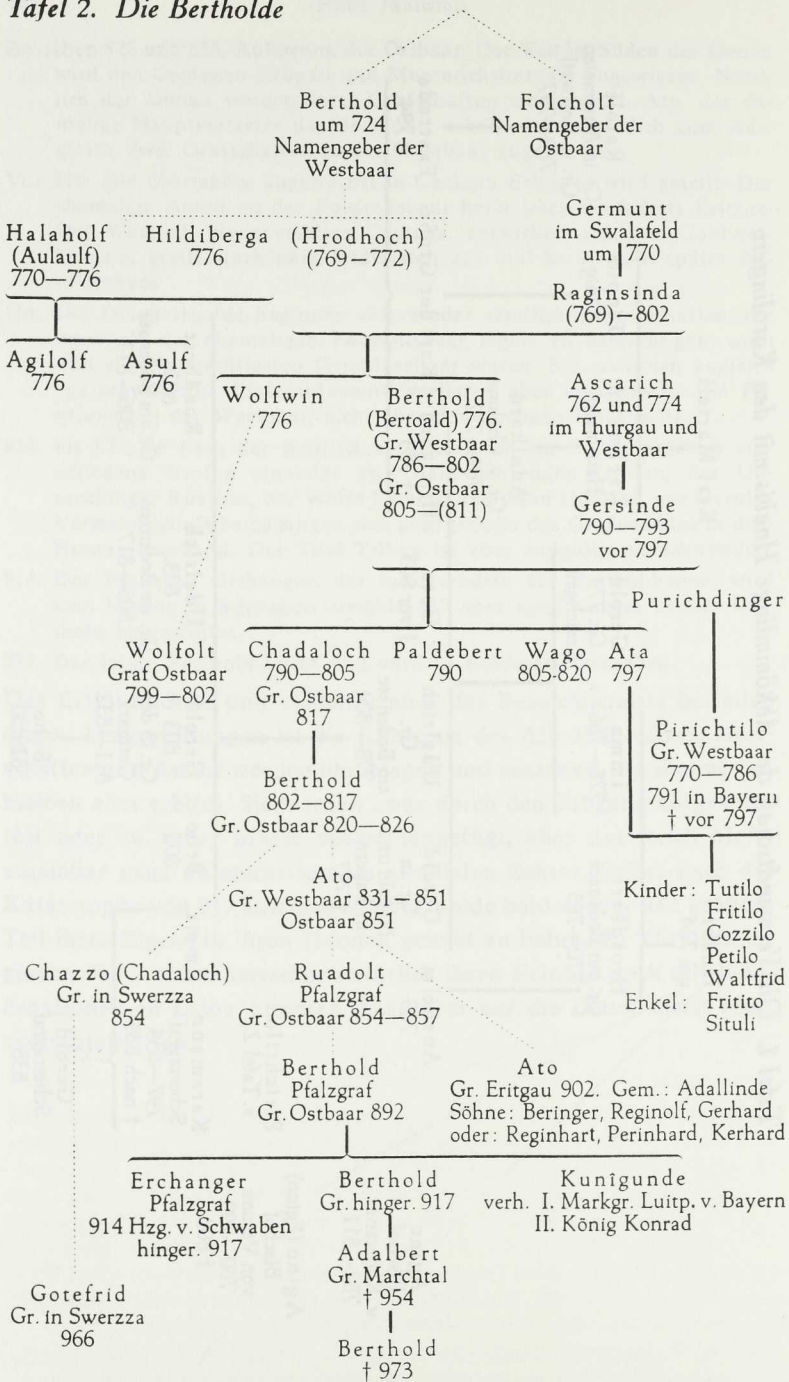 Tafel 2. Die Bertholde
Berthold
um 724
Namengeber der
Westbaar
Folcholt
Namengeber der
Ostbaar
Halaholf
(Aulaulf)
770—776
Hildiberga
776
(Hrodhoch)
(769—772)
Germunt
im Swalafeld
um 770
Raginsinda
(769)—802
Agilolf
776
Asulf
776
Wolfwin
776
Berthold
(Bertoald) 776.
Gr. Westbaar
786—802
Gr. Ostbaar
805—(811)
Ascarich
762 und 774
im Thurgau und
Westbaar
Gersinde
790—793
vor 797
Purichdinger
Wolfolt
Graf Ostbaar
799—802
Chadaloch
790—805
Gr. Ostbaar
817
Paldebert
790
Wago
805-820
Ata
797
Pirichtilo
Gr. Westbaar
770—786
791 in Bayern
† vor 797
Berthold
802—817
Gr. Ostbaar 820—826
Kinder: Tutilo
Fritilo
Cozzilo
Petilo
Waltfrid
Enkel: Fritito
Situli
Ato
Gr. Westbaar 831—851
Ostbaar 851
Chazzo (Chadaloch)
Gr. in Swerzza
854
Ruadolt
Pfalzgraf
Gr. Ostbaar 854—857
Berthold
Pfalzgraf
Gr. Ostbaar 892
Ato
Gr. Eritgau 902. Gem.: Adallinde
Söhne: Beringer, Reginolf, Gerhard
oder: Reginhart, Perinhard, Kerhard
Erchanger
Pfalzgraf
914 Hzg. v. Schwaben
hinger. 917
Berthold
Gr. hinger. 917
Kunîgunde
verh. I. Markgr. Luitp. v. Bayern
II. König Konrad
Adalbert
Gr. Marchtal
† 954
Gotefrid
Gr. in Swerzza
966
Berthold
† 973